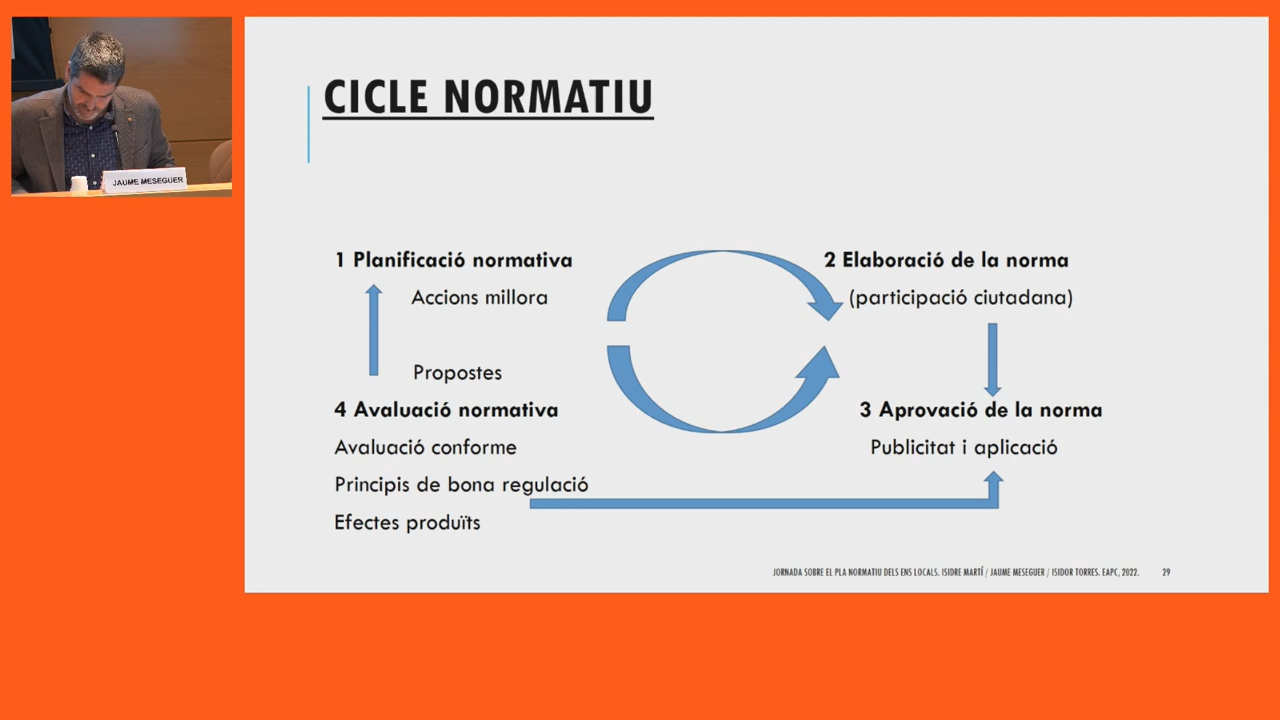 JAUME MESEGUER
CICLE NORMATIU
1 Planificació normativa
Accions millora
Propostes
4 Avaluació normativa
Avaluació conforme
Principis de bona regulació
Efectes produïts
2 Elaboració de la norma
(participació ciutadana)
3 Aprovació de la norma
Publicitat i aplicació
JORNADA SOBRE EL PLA NORMATIU DELS ENS LOCALS. ISIDRE MARTÍ / JAUME MESEGUER / ISIDOR TORRES. EAPC, 2022. 29